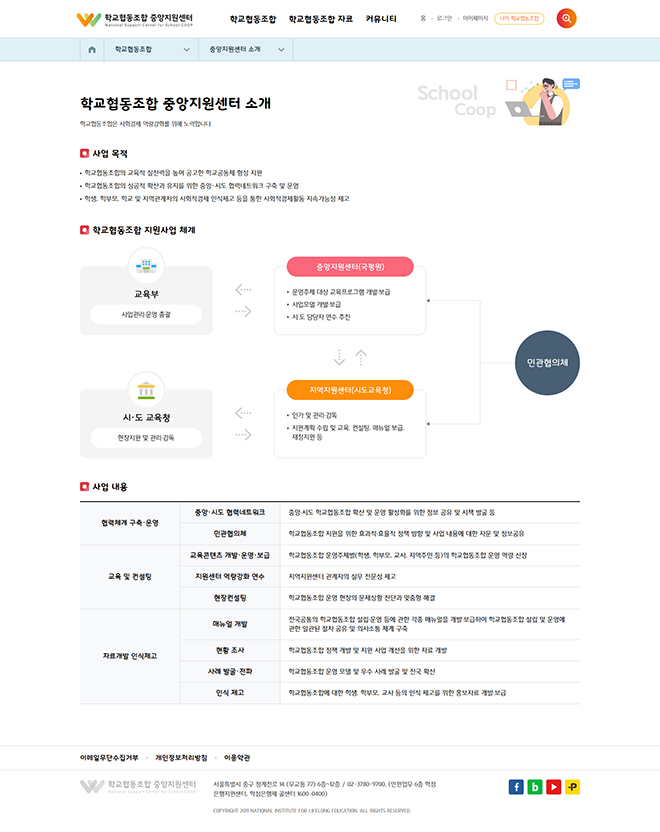 학교협동조합 중앙지원센터
National Support Center for School COOP
학교협동조합 학교협동조합 자료 커뮤니티
홈 로그인 마이페이지 나의 학교협동조합
학교협동조합 중앙지원센터 소개
학교협동조합 중앙지원센터 소개
학교협동조합은 사회경제 역량강화를 위해 노력합니다
School
Coop
사업 목적
· 학교협동조합의 교육적 실천력을 높여 공고한 학교공동체 형성 지원
· 학교협동조합의 성공적 확산과 유지를 위한 중앙-시도 협력네트워크 구축 및 운영
· 학생, 학부모, 학교 및 지역관계자의 사회적경제 인식제고 등을 통한 사회적경제활동 지속가능성 제고
학교협동조합 지원사업 체계
교육부
사업관리·운영 총괄
중앙지원센터(국평원)
· 운영주체 대상 교육프로그램 개발·보급
· 사업모델 개발·보급
· 시·도 담당자 연수 추진
민관협의체
시·도 교육청
현장지원 및 관리·감독
지역지원센터(시도교육청)
· 인가 및 관리·감독
· 지원계획 수립 및 교육, 컨설팅, 매뉴얼 보급,
재정지원 등
사업 내용
협력체계 구축·운영
중앙·시도 협력네트워크 중앙·시도 학교협동조합 확산 및 운영 활성화를 위한 정보 공유 및 서책 발굴 등
민관협의체 학교협동조합 지원을 위한 효과적·효율적 정책 방향 및 사업 내용에 대한 자문 및 정보공유
교육 및 컨설팅
교육콘텐츠 개발·운영·보급 학교협동조합 운영주체별(학생, 학부모, 교사, 지역주민 등)의 학교협동조합 운영 역량 신장
지원센터 역량강화 연수 지역지원센터 관계자의 실무 전문성 제고
현장컨설팅 학교협동조합 운영 현장의 문제상황 진단과 맞춤형 해결
자료개발 인식제고
매뉴얼 개발 전국공통의 학교협동조합 설립·운영 등에 관한 각종 매뉴얼을 개발·보급하여 학교협동조합 설립 및 운영에
관한 일관된 절차 공유 및 의사소통 체계 구축
현황 조사 학교협동조합 정책 개발 및 지원 사업 개선을 위한 자료 개발
사례 발굴·전파 학교협동조합 운영 모델 및 우수 사례 발굴 및 전국 확산
인식 제고 학교협동조합에 대한 학생, 학부모, 교사 등의 인식 제고를 위한 홍보자료 개발·보급
이메일무단수집거부 개인정보처리방침 이용약관
학교협동조합 중앙지원센터
National Support Center for School COOP
서울특별시 중구 청계천로 14 (무교동 77) 6층~12층 / 02-3780-9700, (민원업무 6층 학점
은행지원센터, 학점은행제 콜센터 1600-0400)
COPYRIGHT 2011 NATIONAL INSTITUTE FOR LIFELONG EDUCATION. ALL RIGHTS RESERVED.